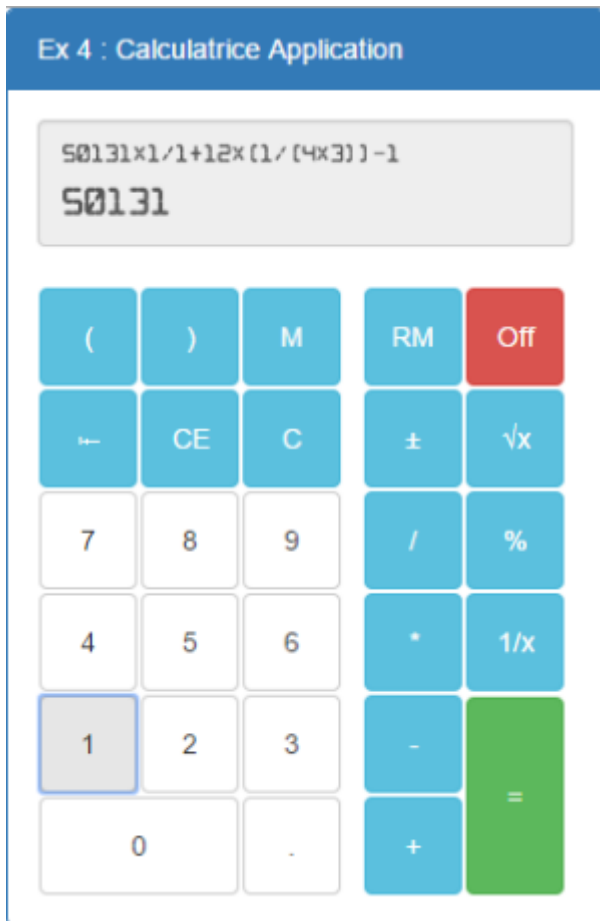 Ex 4 : Calculatrice Application
50131x1/1+12x(1/(4x3))-1
50131
( ) M RM Off
⤝ CE C ± √x
7 8 9 / %
4 5 6 * 1/x
1 2 3 -
=
0 . +